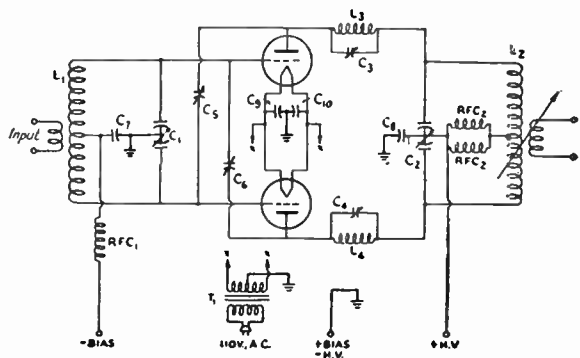 L3
C3
L1
L2
C7
C1
C5
C9
C10
C8
C2
RFC2
RFC2
Input
C6
C4
L4
RFC1
x
x
x
x
T1
-BIAS
110V, A.C.
+BIAS
-H.V.
+H.V